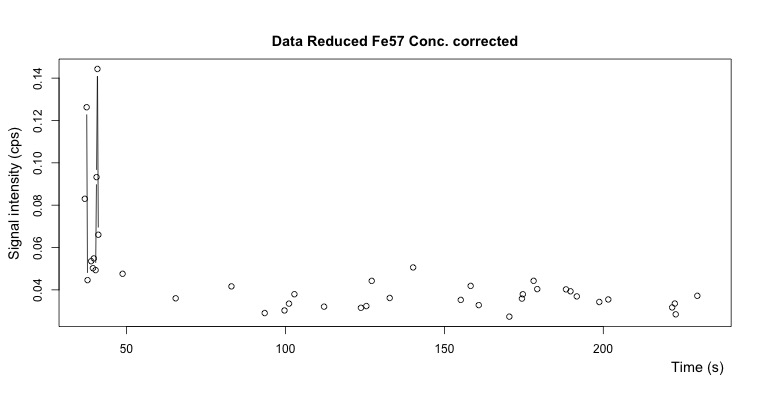 Data Reduced Fe57 Conc. corrected
Signal intensity (cps)
0.14
0.12
0.10
0.08
0.06
0.04
50 100 150 200
Time (s)